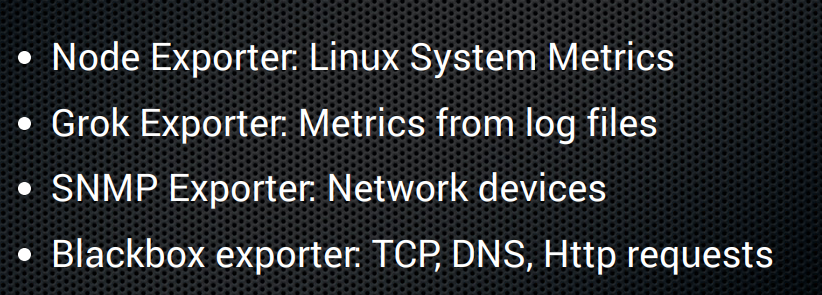 • Node Exporter: Linux System Metrics
• Grok Exporter: Metrics from log files
• SNMP Exporter: Network devices
• Blackbox exporter: TCP, DNS, Http requests